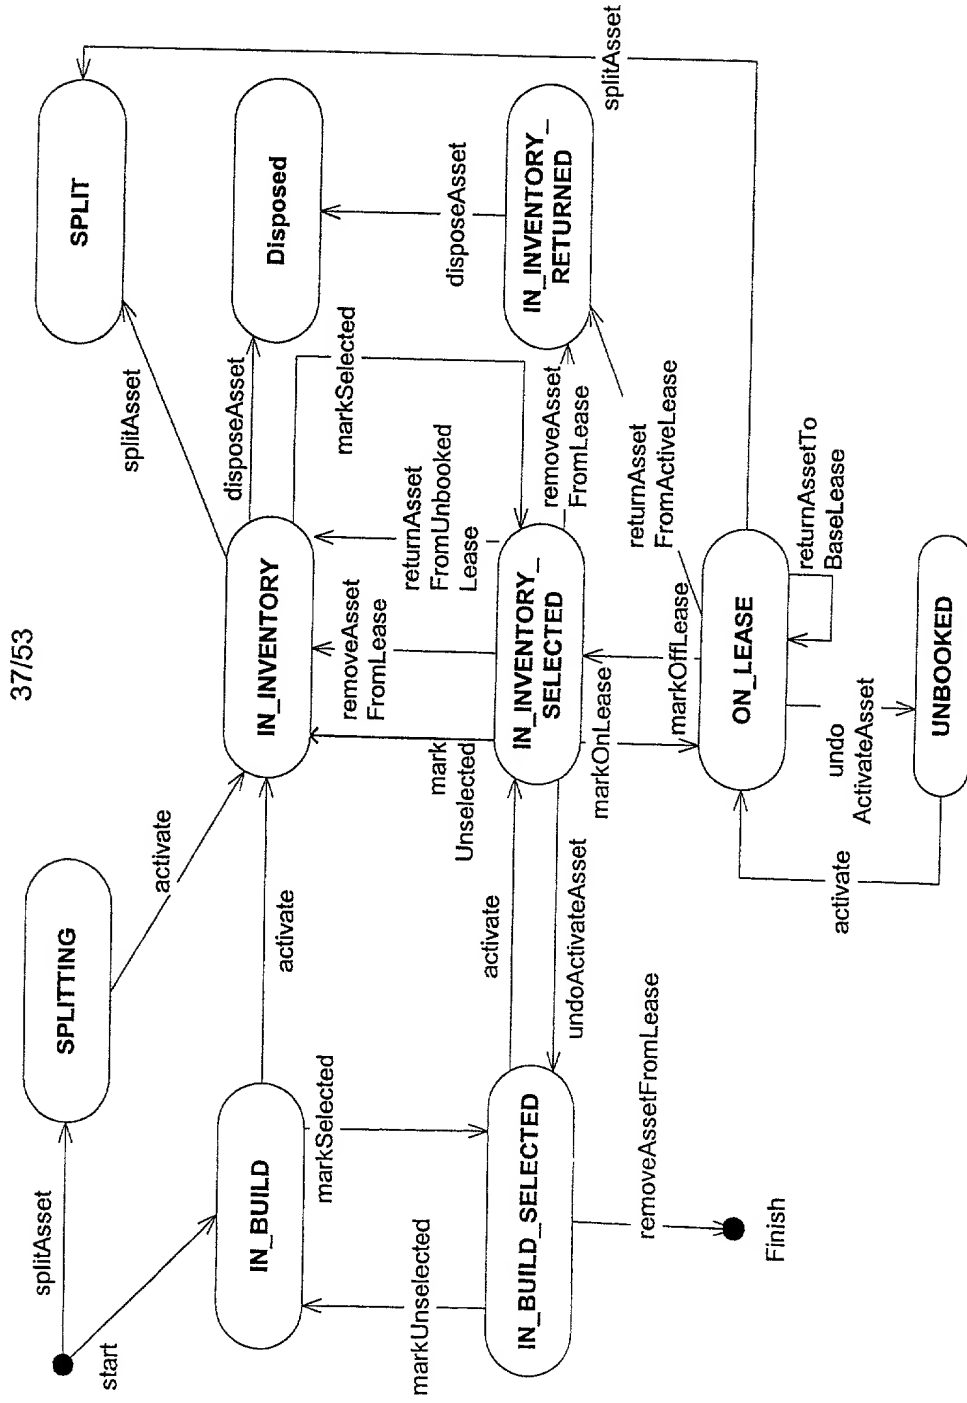 37/53
start
splitAsset
SPLITTING
activate
splitAsset
SPLIT
IN_BUILD
activate
IN_INVENTORY
disposeAsset
Disposed
markUnselected
markSelected
mark
Unselected
removeAsset
FromLease
returnAsset
FromUnbooked
Lease
markSelected
disposeAsset
IN_BUILD_SELECTED
activate
undoActivateAsset
IN_INVENTORY_
SELECTED
removeAsset
FromLease
IN_INVENTORY_
RETURNED
removeAssetFromLease
Finish
markOnLease
markOffLease
returnAsset
FromActiveLease
splitAsset
ON_LEASE
activate
undo
ActivateAsset
returnAssetTo
BaseLease
UNBOOKED